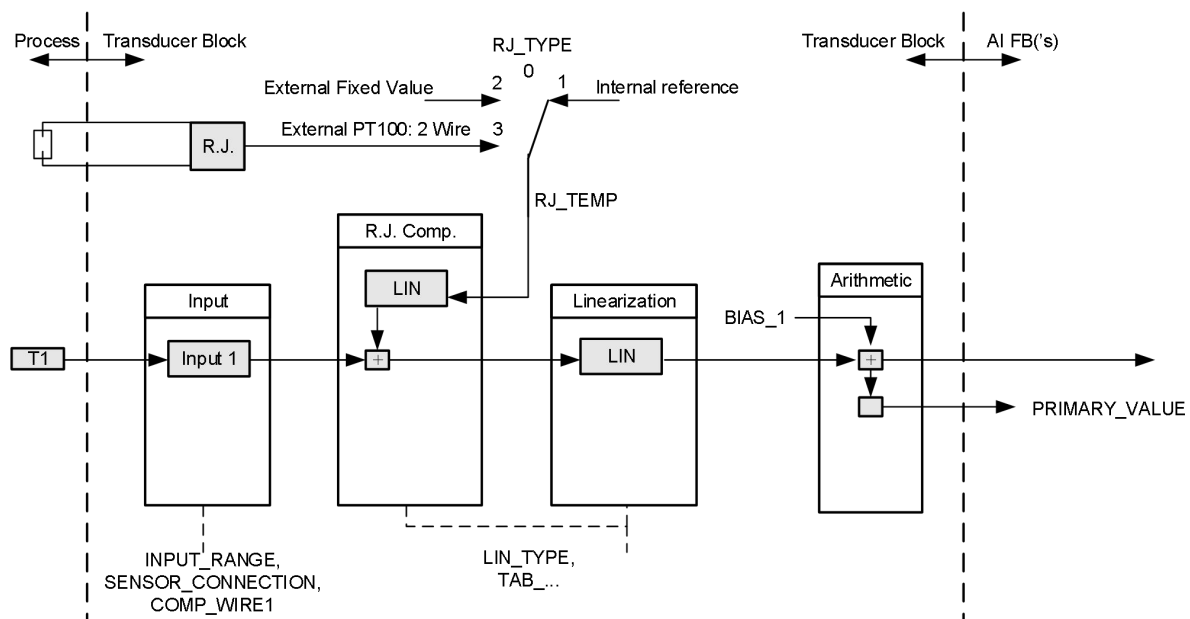 Process
Transducer Block
RJ_TYPE
Transducer Block
AI FB('s)
0
External Fixed Value
2
1
Internal reference
R.J.
External PT100: 2 Wire
3
RJ_TEMP
R.J. Comp.
LIN
Input
Linearization
Arithmetic
BIAS_1
T1
Input 1
+
LIN
+
PRIMARY_VALUE
INPUT_RANGE,
SENSOR_CONNECTION,
COMP_WIRE1
LIN_TYPE,
TAB_...